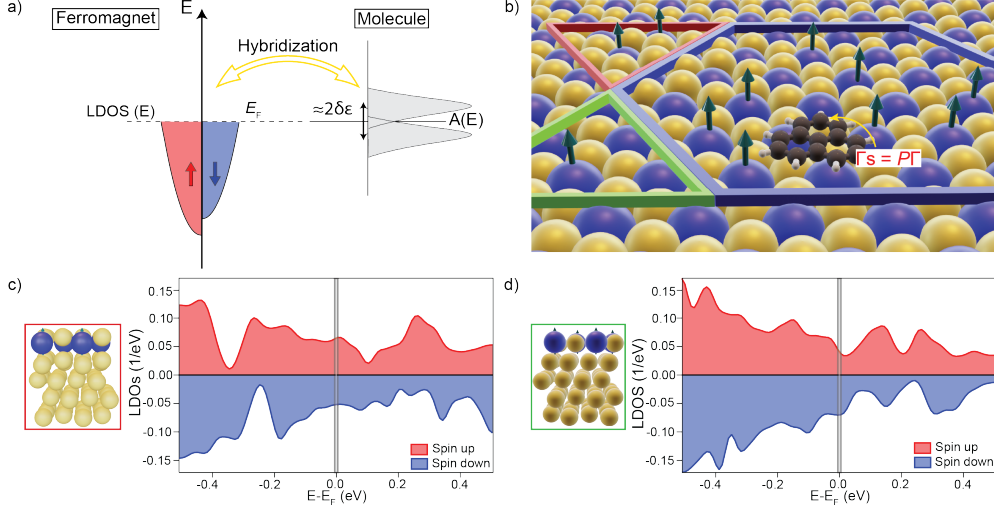 a)
Ferromagnet
E
Molecule
Hybridization
LDOS (E)
E_F
≈2δε
A(E)
b)
Γs = PΓ
c)
LDOs (1/eV)
0.15
0.10
0.05
0.00
-0.05
-0.10
-0.15
Spin up
Spin down
-0.4
-0.2
0.0
0.2
0.4
E-E_F (eV)
d)
LDOS (1/eV)
0.15
0.10
0.05
0.00
-0.05
-0.10
-0.15
Spin up
Spin down
-0.4
-0.2
0.0
0.2
0.4
E-E_F (eV)